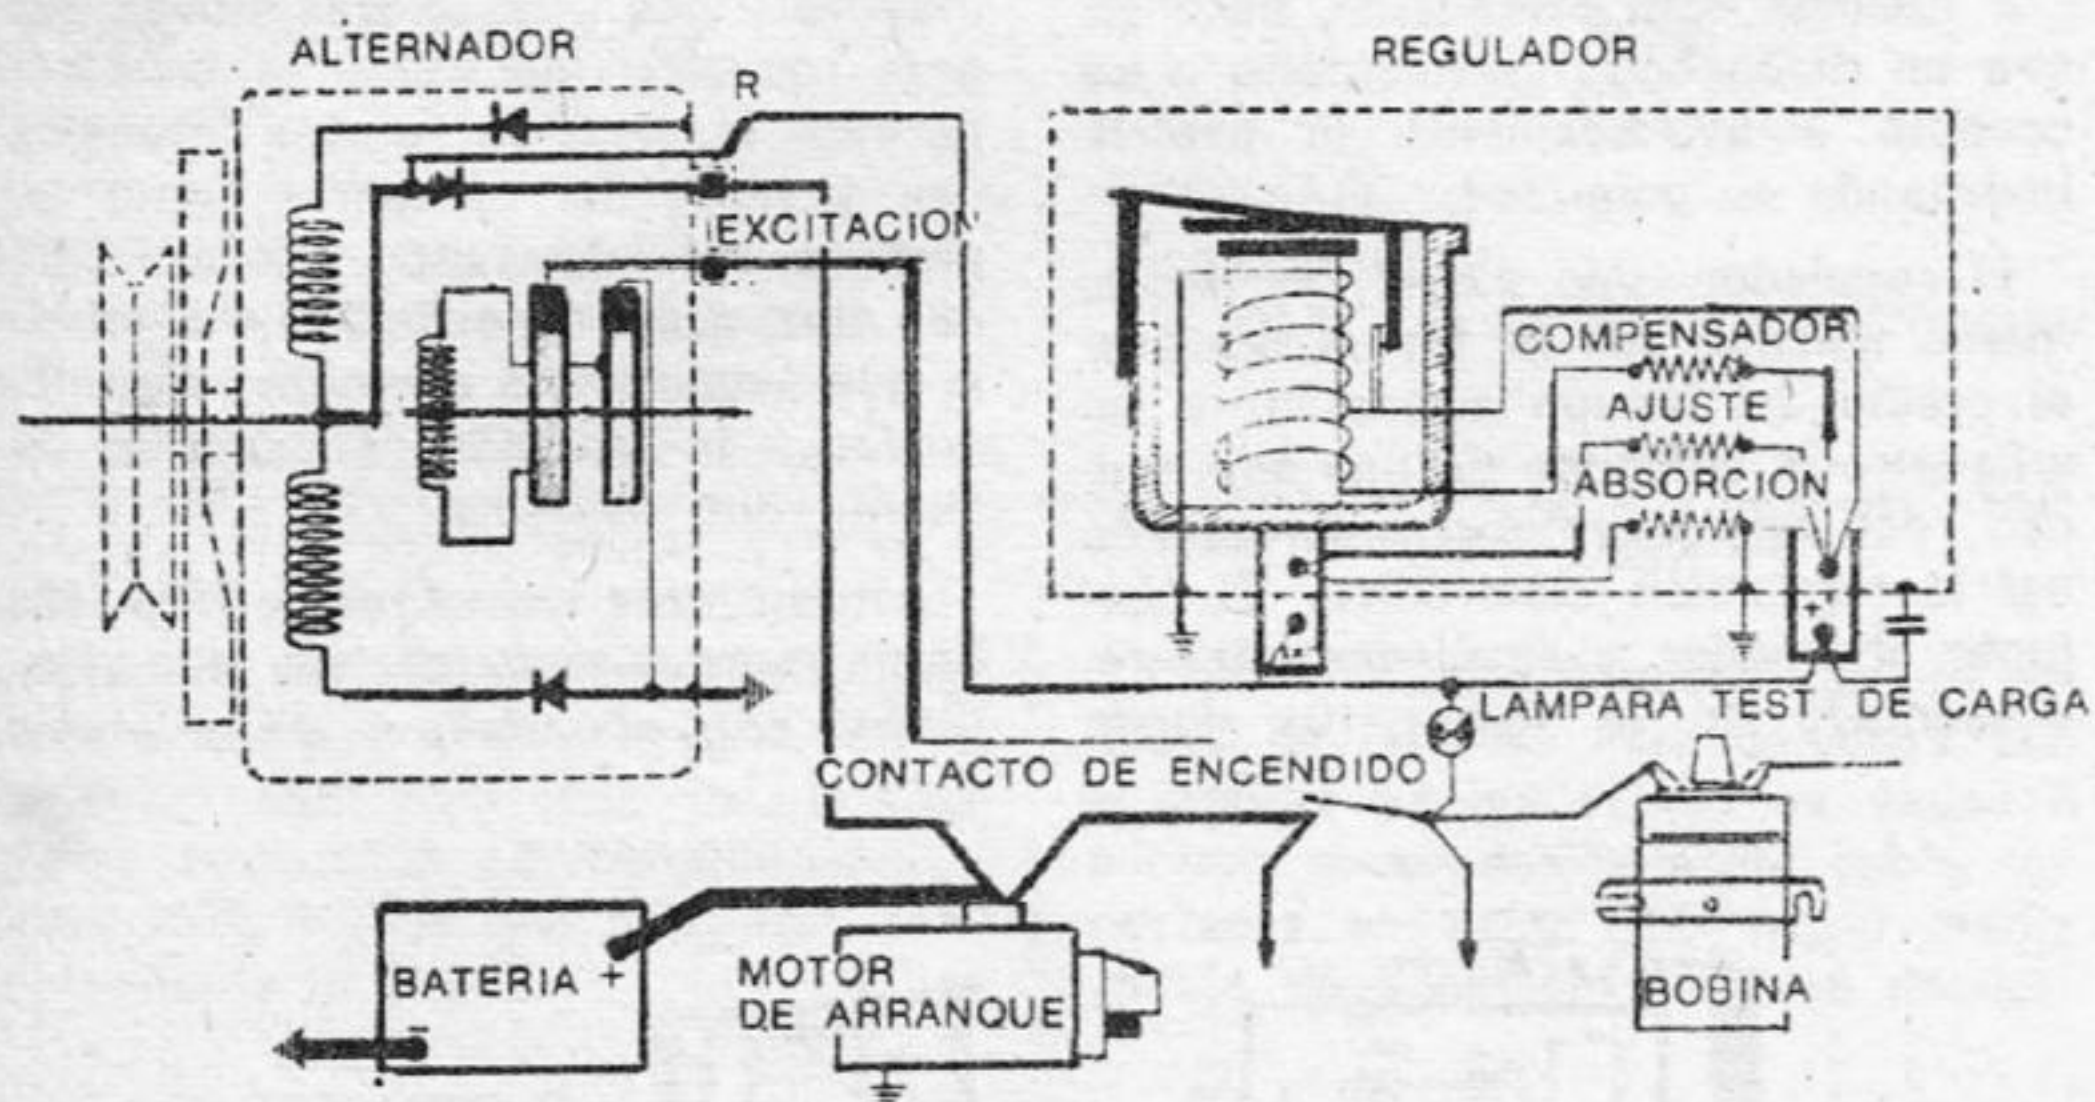 ALTERNADOR
REGULADOR
R
EXCITACION
COMPENSADOR
AJUSTE
ABSORCION
+
LAMPARA TEST. DE CARGA
CONTACTO DE ENCENDIDO
BATERIA +
-
MOTOR
DE ARRANQUE
BOBINA